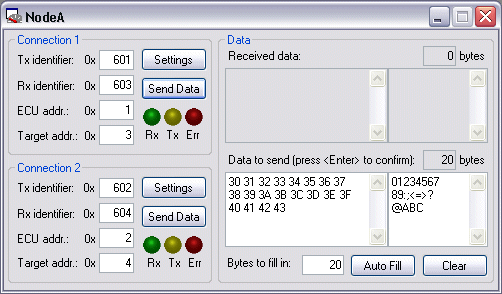 NodeA
Connection 1
Tx identifier: 0x 601 Settings
Rx identifier: 0x 603 Send Data
ECU addr.: 0x 1
Target addr.: 0x 3 Rx Tx Err
Connection 2
Tx identifier: 0x 602 Settings
Rx identifier: 0x 604 Send Data
ECU addr.: 0x 2
Target addr.: 0x 4 Rx Tx Err
Data
Received data: 0 bytes
Data to send (press <Enter> to confirm): 20 bytes
30 31 32 33 34 35 36 37 01234567
38 39 3A 3B 3C 3D 3E 3F 89:;<=>?
40 41 42 43 @ABC
Bytes to fill in: 20 Auto Fill Clear